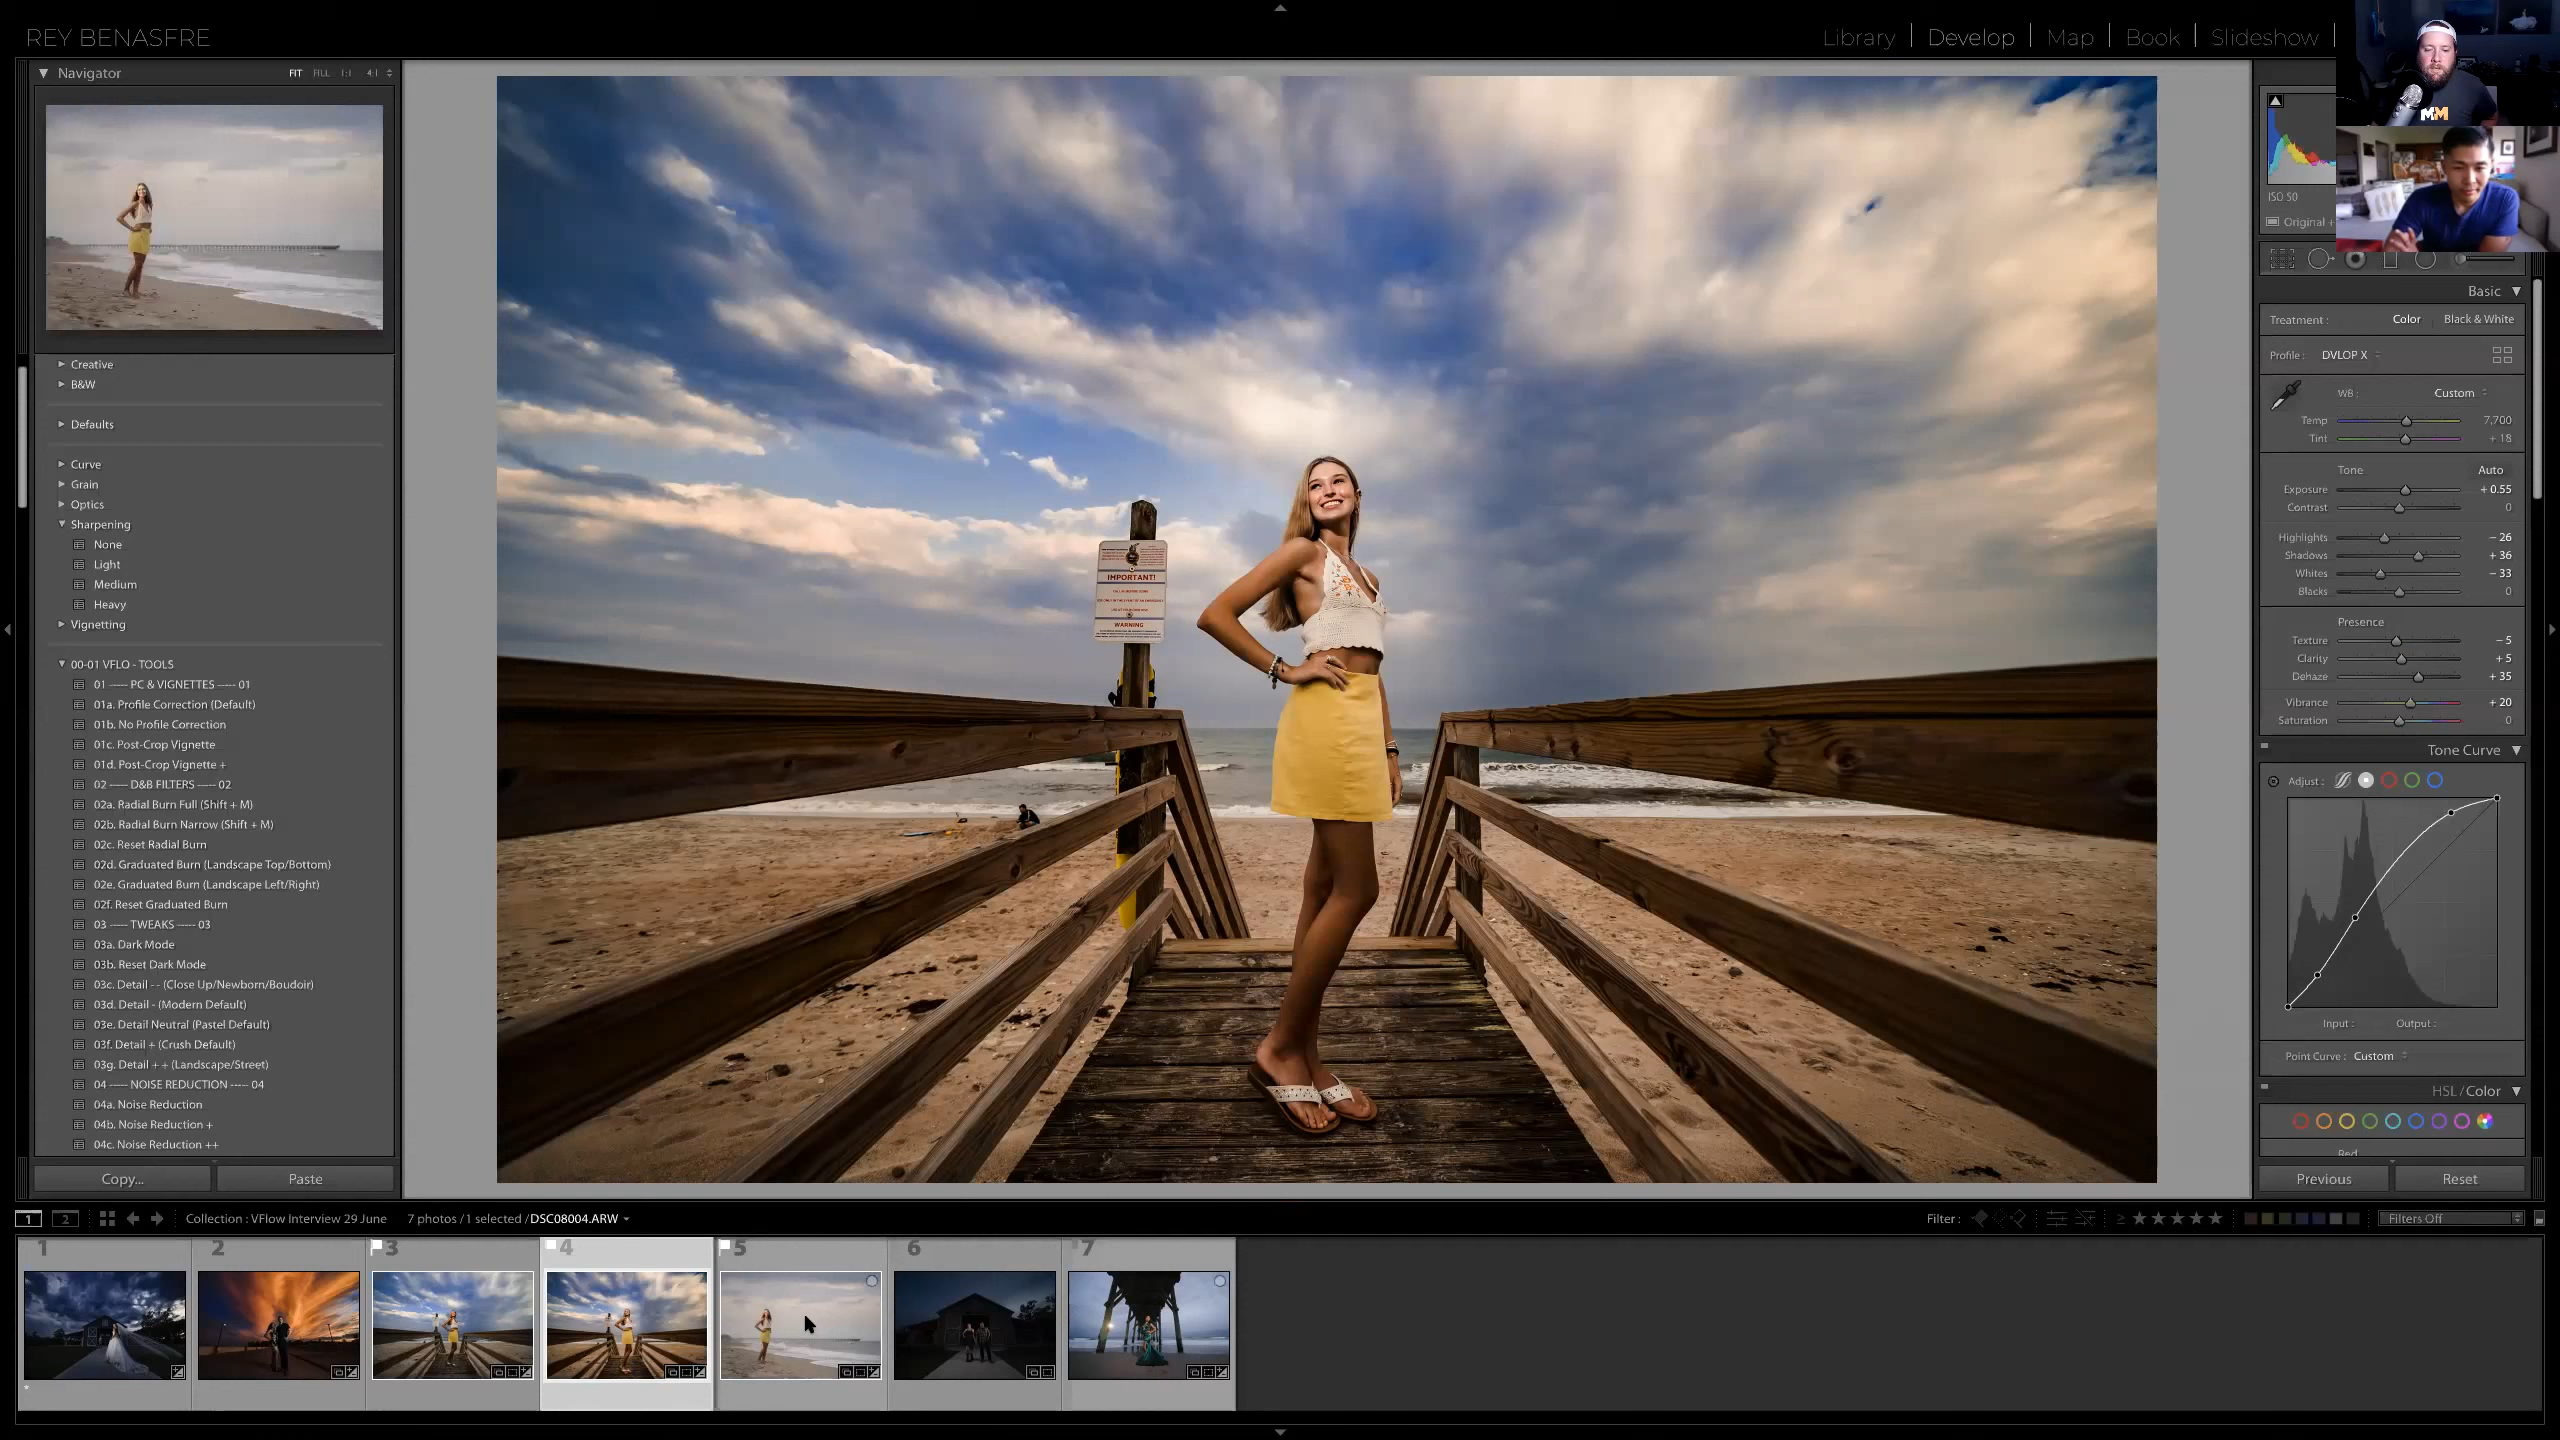 REY BENASFRE
Library | Develop | Map | Book | Slideshow |
Navigator FIT FILL 1:1 4:1
Creative
B&W
Defaults
Curve
Grain
Optics
Sharpening
None
Light
Medium
Heavy
Vignetting
00-01 VFLO - TOOLS
01 ----- PC & VIGNETTES ----- 01
01a. Profile Correction (Default)
01b. No Profile Correction
01c. Post-Crop Vignette
01d. Post-Crop Vignette +
02 ----- D&B FILTERS ----- 02
02a. Radial Burn Full (Shift + M)
02b. Radial Burn Narrow (Shift + M)
02c. Reset Radial Burn
02d. Graduated Burn (Landscape Top/Bottom)
02e. Graduated Burn (Landscape Left/Right)
02f. Reset Graduated Burn
03 ----- TWEAKS ----- 03
03a. Dark Mode
03b. Reset Dark Mode
03c. Detail - - (Close Up/Newborn/Boudoir)
03d. Detail - (Modern Default)
03e. Detail Neutral (Pastel Default)
03f. Detail + (Crush Default)
03g. Detail + + (Landscape/Street)
04 ----- NOISE REDUCTION ----- 04
04a. Noise Reduction
04b. Noise Reduction +
04c. Noise Reduction ++
Copy... Paste
IMPORTANT!
WARNING
MM
ISO 50
Original +
Basic
Treatment : Color Black & White
Profile : DVLOP X
WB : Custom
Temp 7,700
Tint + 18
Tone Auto
Exposure + 0.55
Contrast 0
Highlights - 26
Shadows + 36
Whites - 33
Blacks 0
Presence
Texture - 5
Clarity + 5
Dehaze + 35
Vibrance + 20
Saturation 0
Tone Curve
Adjust :
Input : Output :
Point Curve : Custom
HSL / Color
Red
Previous Reset
1 2 Collection : VFlow Interview 29 June 7 photos / 1 selected / DSC08004.ARW Filter : ≥ Filters Off
1 2 3 4 5 6 7